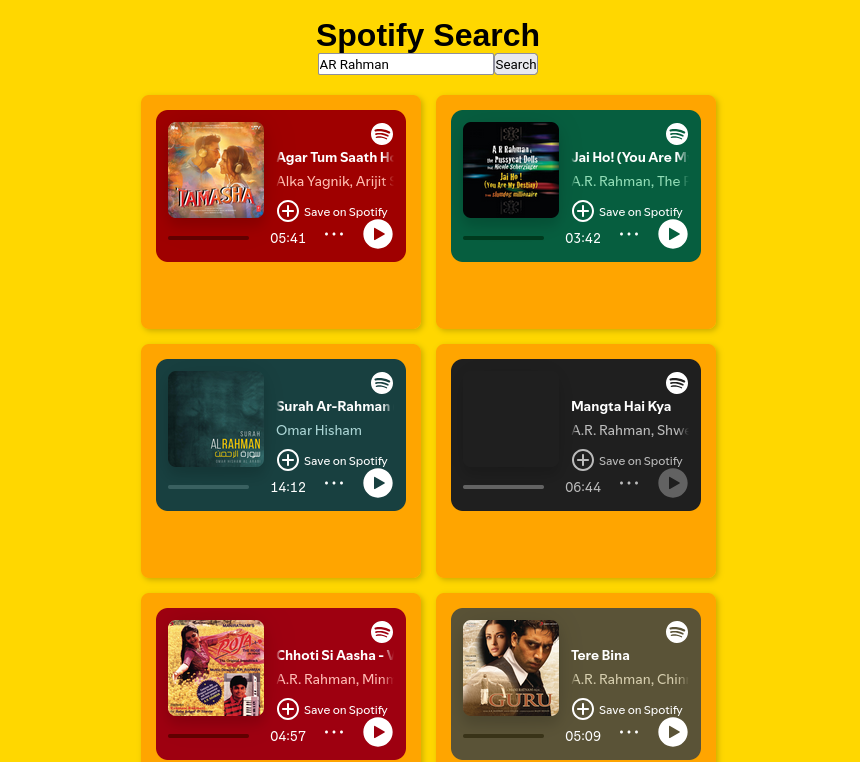 Spotify Search
AR Rahman
Search
TAMASHA
Agar Tum Saath Ho
Alka Yagnik, Arijit S
Save on Spotify
05:41
A R Rahman,
the Pussycat Dolls
feat Nicole Scherzinger
Jai Ho !
(You Are My Destiny)
slumdog millionaire
Jai Ho! (You Are M
A.R. Rahman, The P
Save on Spotify
03:42
SURAH
ALRAHMAN
سورة الرحمن
Surah Ar-Rahman
Omar Hisham
Save on Spotify
14:12
Mangta Hai Kya
A.R. Rahman, Shwe
Save on Spotify
06:44
ROJA
Chhoti Si Aasha - V
A.R. Rahman, Minm
Save on Spotify
04:57
GURU
Tere Bina
A.R. Rahman, Chin
Save on Spotify
05:09